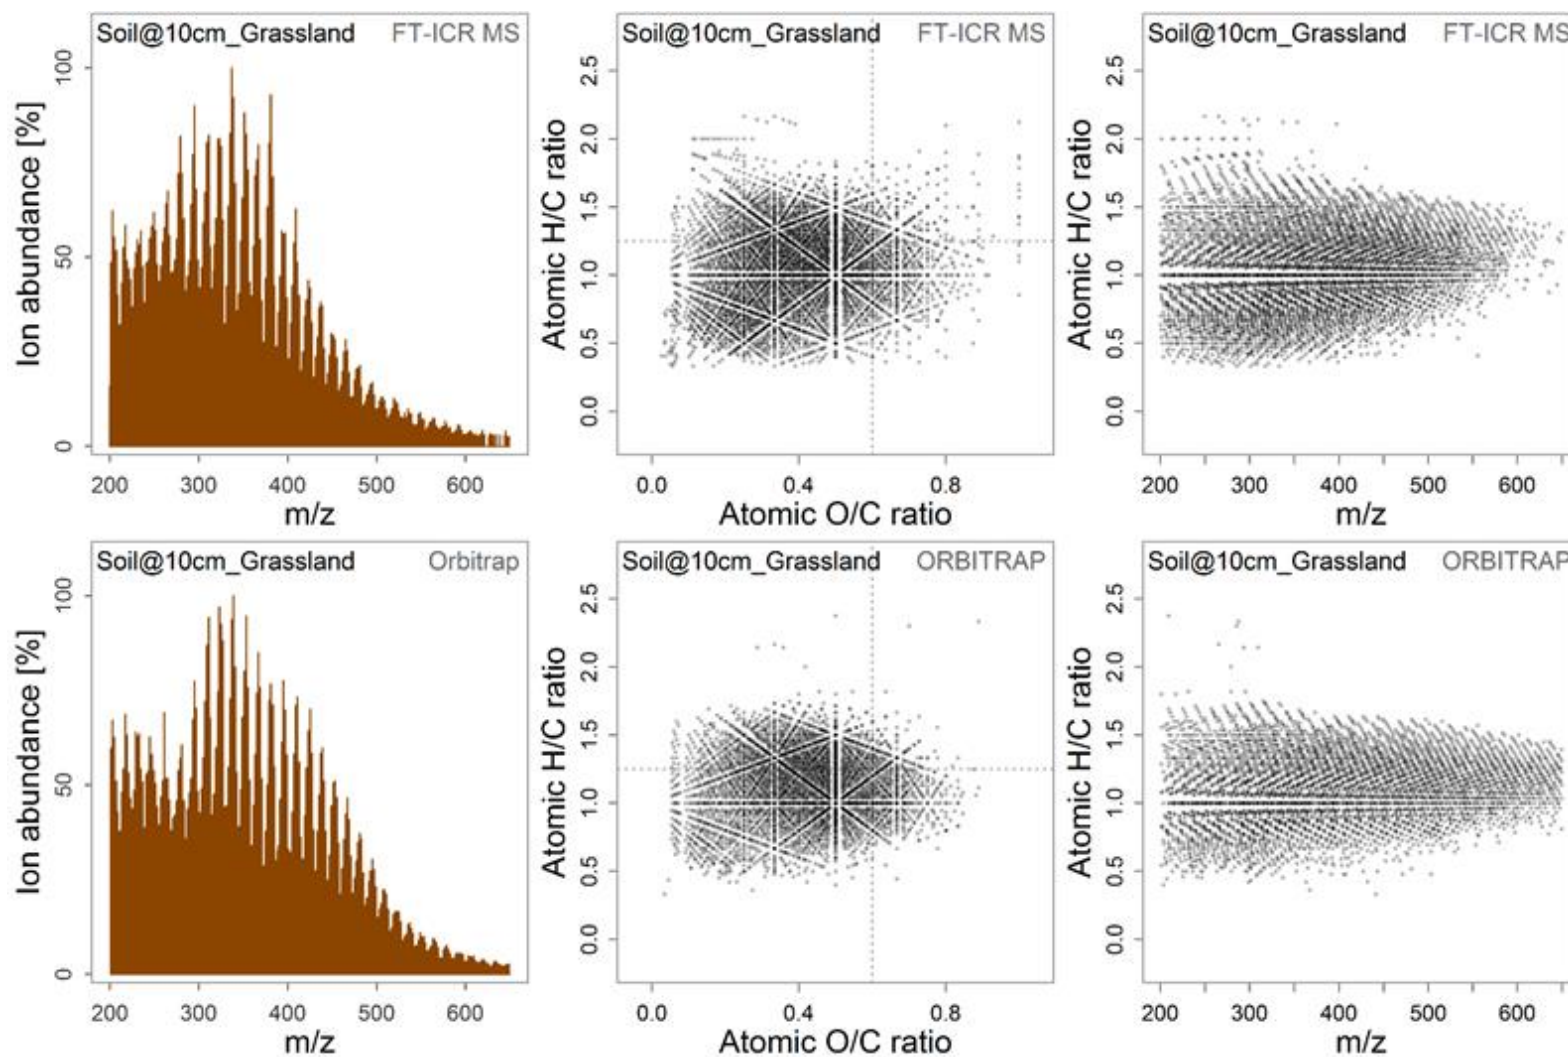 Soil@10cm_Grassland FT-ICR MS
Ion abundance [%]
100
50
0
200 300 400 500 600
m/z
Soil@10cm_Grassland FT-ICR MS
Atomic H/C ratio
2.5
2.0
1.5
1.0
0.5
0.0
0.0 0.4 0.8
Atomic O/C ratio
Soil@10cm_Grassland FT-ICR MS
Atomic H/C ratio
2.5
2.0
1.5
1.0
0.5
0.0
200 300 400 500 600
m/z
Soil@10cm_Grassland Orbitrap
Ion abundance [%]
100
50
0
200 300 400 500 600
m/z
Soil@10cm_Grassland ORBITRAP
Atomic H/C ratio
2.5
2.0
1.5
1.0
0.5
0.0
0.0 0.4 0.8
Atomic O/C ratio
Soil@10cm_Grassland ORBITRAP
Atomic H/C ratio
2.5
2.0
1.5
1.0
0.5
0.0
200 300 400 500 600
m/z